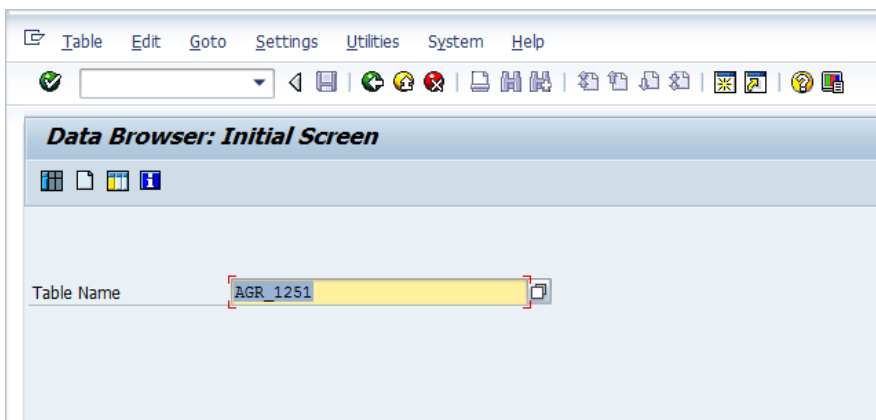 Table Edit Goto Settings Utilities System Help
Data Browser: Initial Screen
Table Name AGR_1251